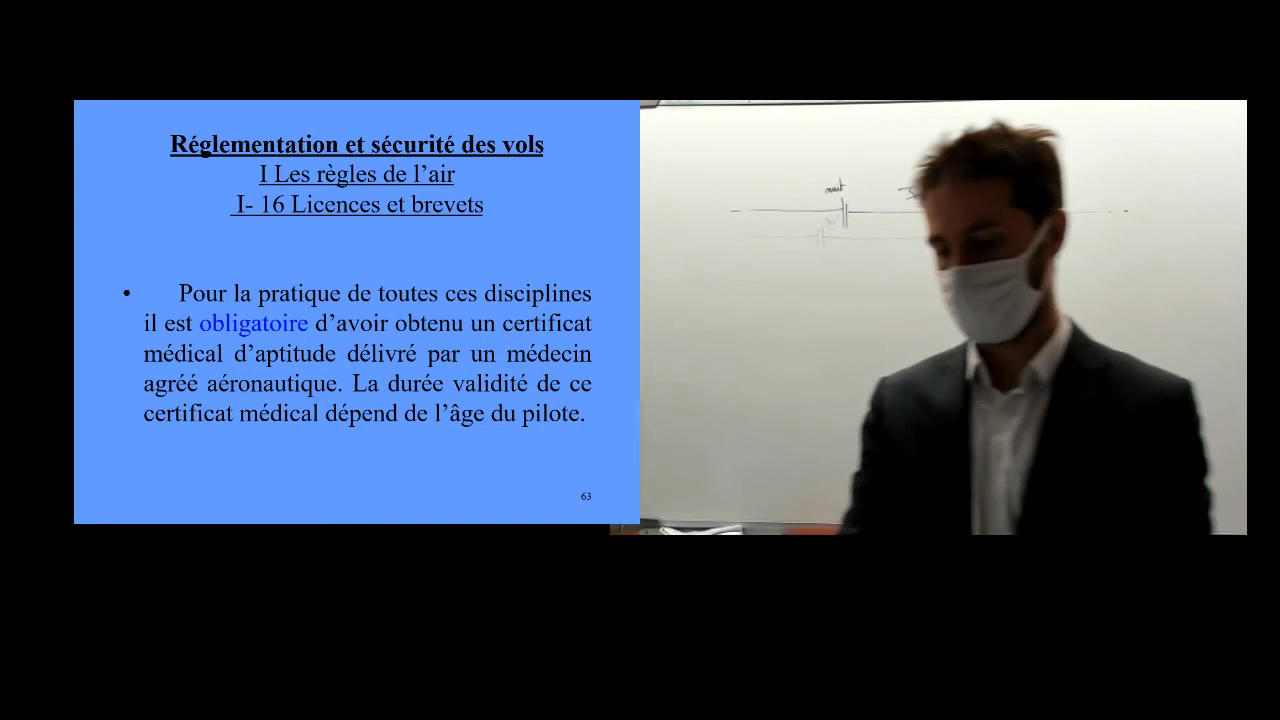 Réglementation et sécurité des vols
I Les règles de l’air
I- 16 Licences et brevets
• Pour la pratique de toutes ces disciplines
il est obligatoire d’avoir obtenu un certificat
médical d’aptitude délivré par un médecin
agréé aéronautique. La durée validité de ce
certificat médical dépend de l’âge du pilote.
63